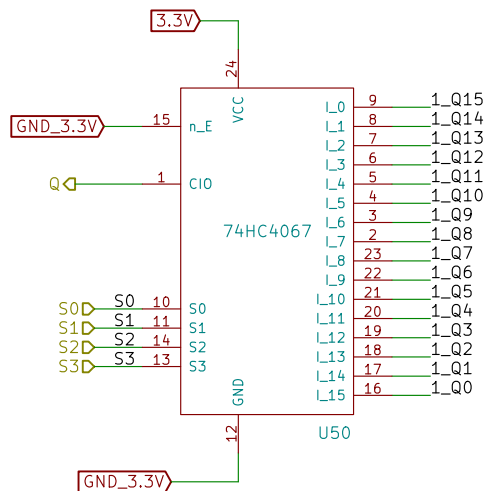 3.3V
24
VCC
GND_3.3V 15 n_E
Q 1 CIO
74HC4067
S0 S0 10 S0
S1 S1 11 S1
S2 S2 14 S2
S3 S3 13 S3
I_0 9 1_Q15
I_1 8 1_Q14
I_2 7 1_Q13
I_3 6 1_Q12
I_4 5 1_Q11
I_5 4 1_Q10
I_6 3 1_Q9
I_7 2 1_Q8
I_8 23 1_Q7
I_9 22 1_Q6
I_10 21 1_Q5
I_11 20 1_Q4
I_12 19 1_Q3
I_13 18 1_Q2
I_14 17 1_Q1
I_15 16 1_Q0
GND
12
U50
GND_3.3V